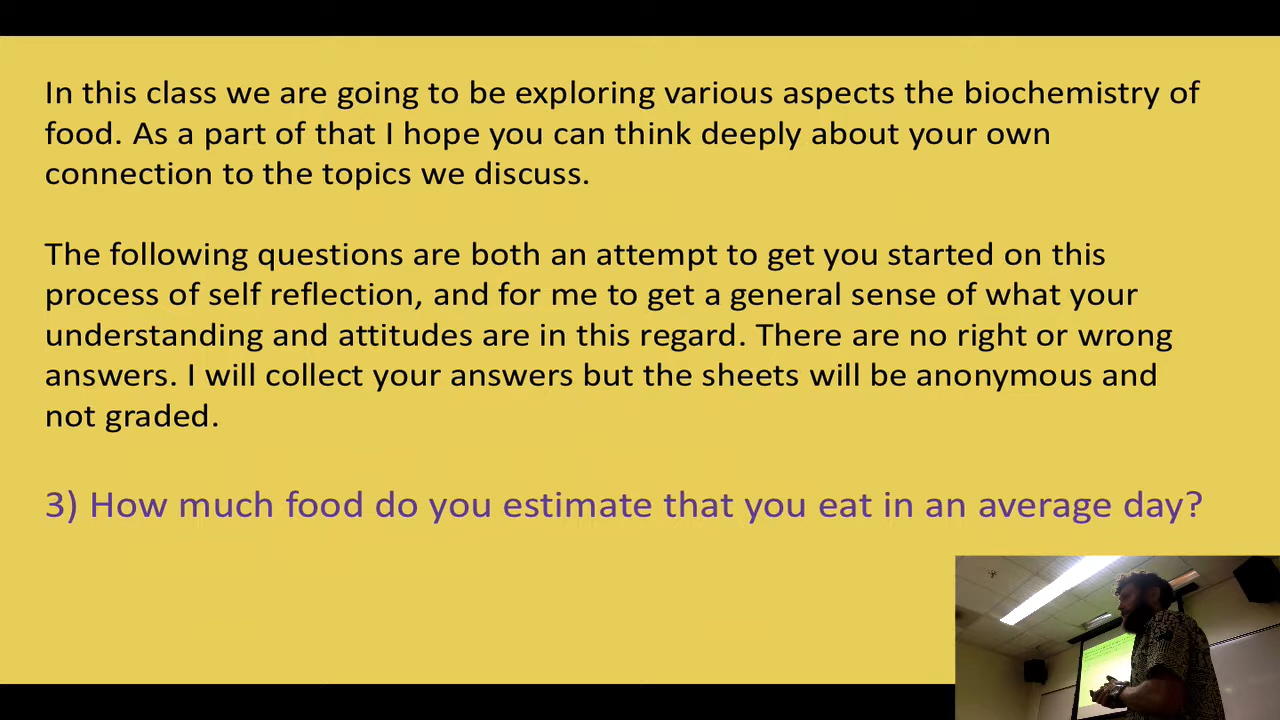 In this class we are going to be exploring various aspects the biochemistry of
food. As a part of that I hope you can think deeply about your own
connection to the topics we discuss.
The following questions are both an attempt to get you started on this
process of self reflection, and for me to get a general sense of what your
understanding and attitudes are in this regard. There are no right or wrong
answers. I will collect your answers but the sheets will be anonymous and
not graded.
3) How much food do you estimate that you eat in an average day?